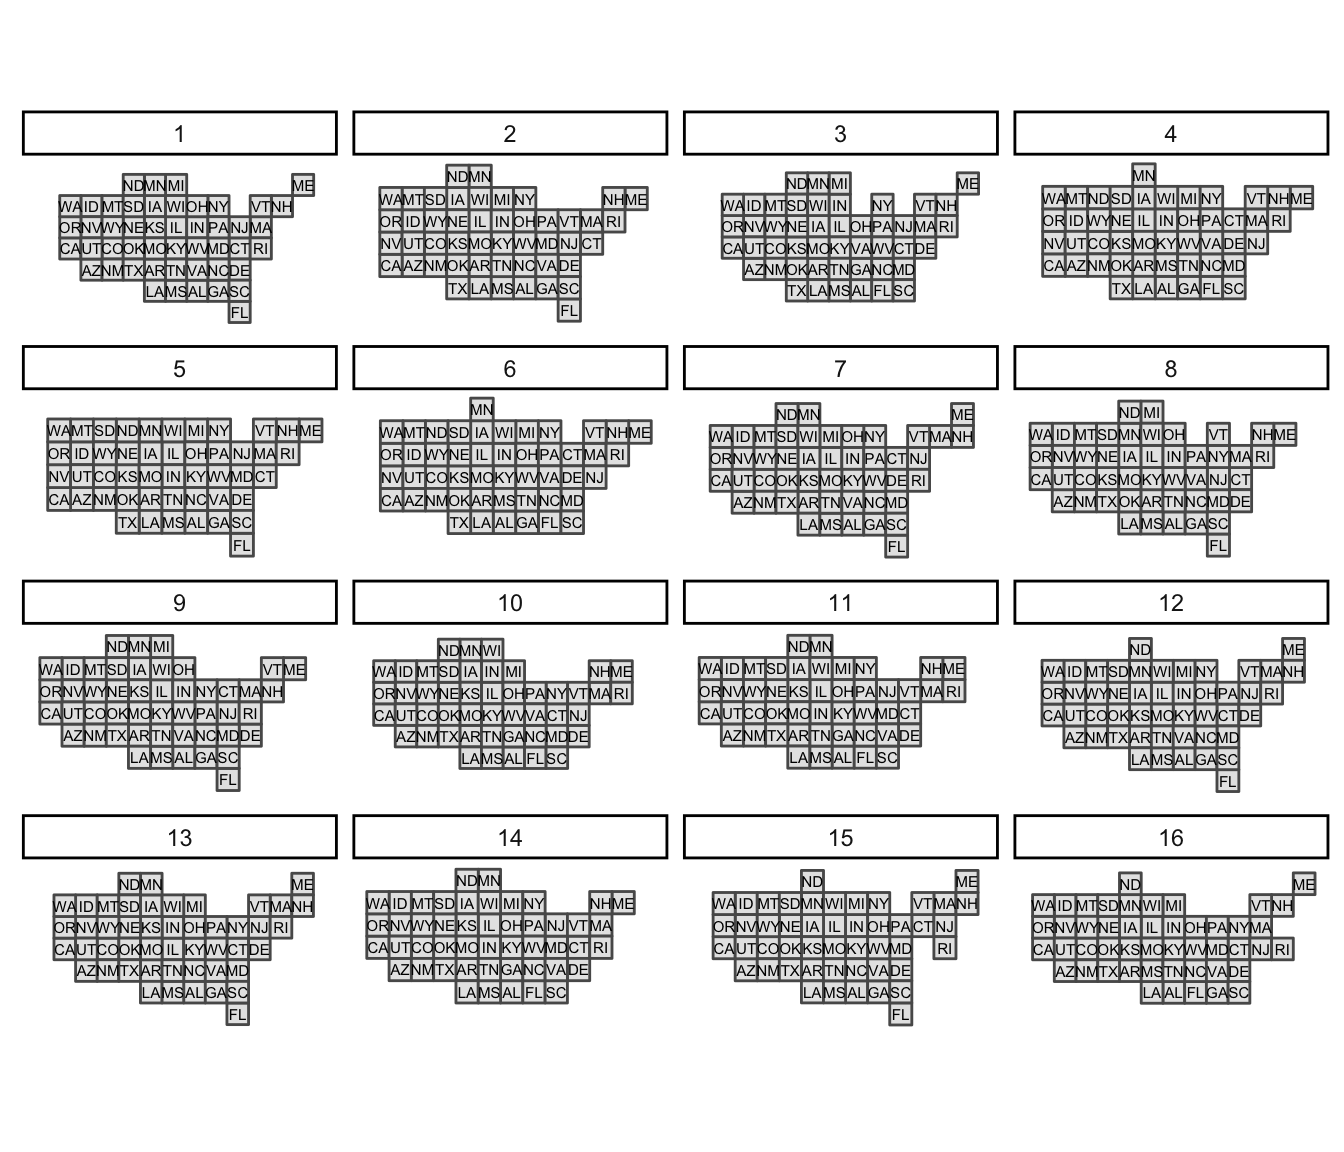 1 2 3 4
ND MN MI ME
WA ID MT SD IA WI OH NY VT NH
OR NV WY NE KS IL IN PA NJ MA
CA UT CO OK MO KY WV MD CT RI
AZ NM TX AR TN VA NC DE
LA MS AL GA SC
FL
ND MN
WA MT SD IA WI MI NY NH ME
OR ID WY NE IL IN OH PA VT MA RI
NV UT CO KS MO KY WV MD NJ CT
CA AZ NM OK AR TN NC VA DE
TX LA MS AL GA SC
FL
ND MN MI ME
WA ID MT SD WI IN NY VT NH
OR NV WY NE IA IL OH PA NJ MA RI
CA UT CO KS MO KY VA WV CT DE
AZ NM OK AR TN GA NC MD
TX LA MS AL FL SC
MN
WA MT ND SD IA WI MI NY VT NH ME
OR ID WY NE IL IN OH PA CT MA RI
NV UT CO KS MO KY WV VA DE NJ
CA AZ NM OK AR MS TN NC MD
TX LA AL GA FL SC
5 6 7 8
WA MT SD ND MN WI MI NY VT NH ME
OR ID WY NE IA IL OH PA NJ MA RI
NV UT CO KS MO IN KY WV MD CT
CA AZ NM OK AR TN NC VA DE
TX LA MS AL GA SC
FL
MN
WA MT ND SD IA WI MI NY VT NH ME
OR ID WY NE IL IN OH PA CT MA RI
NV UT CO KS MO KY WV VA DE NJ
CA AZ NM OK AR MS TN NC MD
TX LA AL GA FL SC
ND MN ME
WA ID MT SD WI MI OH NY VT MA NH
OR NV WY NE IA IL IN PA CT NJ
CA UT CO OK KS MO KY WV DE RI
AZ NM TX AR TN VA NC MD
LA MS AL GA SC
FL
ND MI
WA ID MT SD MN WI OH VT NH ME
OR NV WY NE IA IL IN PA NY MA RI
CA UT CO KS MO KY WV VA NJ CT
AZ NM TX OK AR TN NC MD DE
LA MS AL GA SC
FL
9 10 11 12
ND MN MI
WA ID MT SD IA WI OH VT ME
OR NV WY NE KS IL IN NY CT MA NH
CA UT CO OK MO KY WV PA NJ RI
AZ NM TX AR TN VA NC MD DE
LA MS AL GA SC
FL
ND MN WI
WA ID MT SD IA IN MI NH ME
OR NV WY NE KS IL OH PA NY VT MA RI
CA UT CO OK MO KY WV VA CT NJ
AZ NM TX AR TN GA NC MD DE
LA MS AL FL SC
ND MN
WA ID MT SD IA WI MI NY NH ME
OR NV WY NE KS IL OH PA NJ VT MA RI
CA UT CO OK MO IN KY WV MD CT
AZ NM TX AR TN GA NC VA DE
LA MS AL FL SC
ND ME
WA ID MT SD MN WI MI NY VT MA NH
OR NV WY NE IA IL IN OH PA NJ RI
CA UT CO OK KS MO KY WV CT DE
AZ NM TX AR TN VA NC MD
LA MS AL GA SC
FL
13 14 15 16
ND MN ME
WA ID MT SD IA WI MI VT MA NH
OR NV WY NE KS IN OH PA NY NJ RI
CA UT CO OK MO IL KY WV CT DE
AZ NM TX AR TN NC VA MD
LA MS AL GA SC
FL
ND MN
WA ID MT SD IA WI MI NY NH ME
OR NV WY NE KS IL OH PA NJ VT MA
CA UT CO OK MO IN KY WV MD CT RI
AZ NM TX AR TN GA NC VA DE
LA MS AL FL SC
ND ME
WA ID MT SD MN WI MI NY VT MA NH
OR NV WY NE IA IL IN OH PA CT NJ
CA UT CO OK KS MO KY WV MD RI
AZ NM TX AR TN NC VA DE
LA MS AL GA SC
FL
ND ME
WA ID MT SD MN WI MI VT NH
OR NV WY NE IA IL IN OH PA NY MA
CA UT CO OK KS MO KY WV MD CT NJ RI
AZ NM TX AR MS TN NC VA DE
LA AL FL GA SC